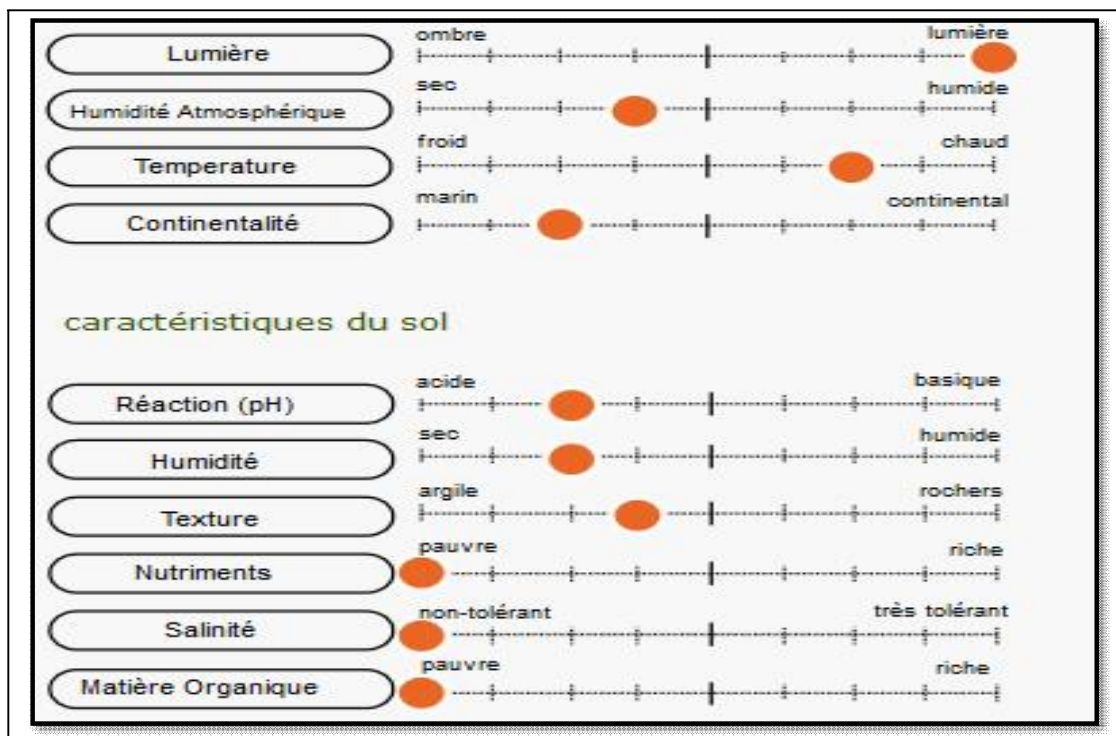 ombre lumière
Lumière
sec humide
Humidité Atmosphérique
froid chaud
Temperature
marin continental
Continentalité
caractéristiques du sol
acide basique
Réaction (pH)
sec humide
Humidité
argile rochers
Texture
pauvre riche
Nutriments
non-tolérant très tolérant
Salinité
pauvre riche
Matière Organique